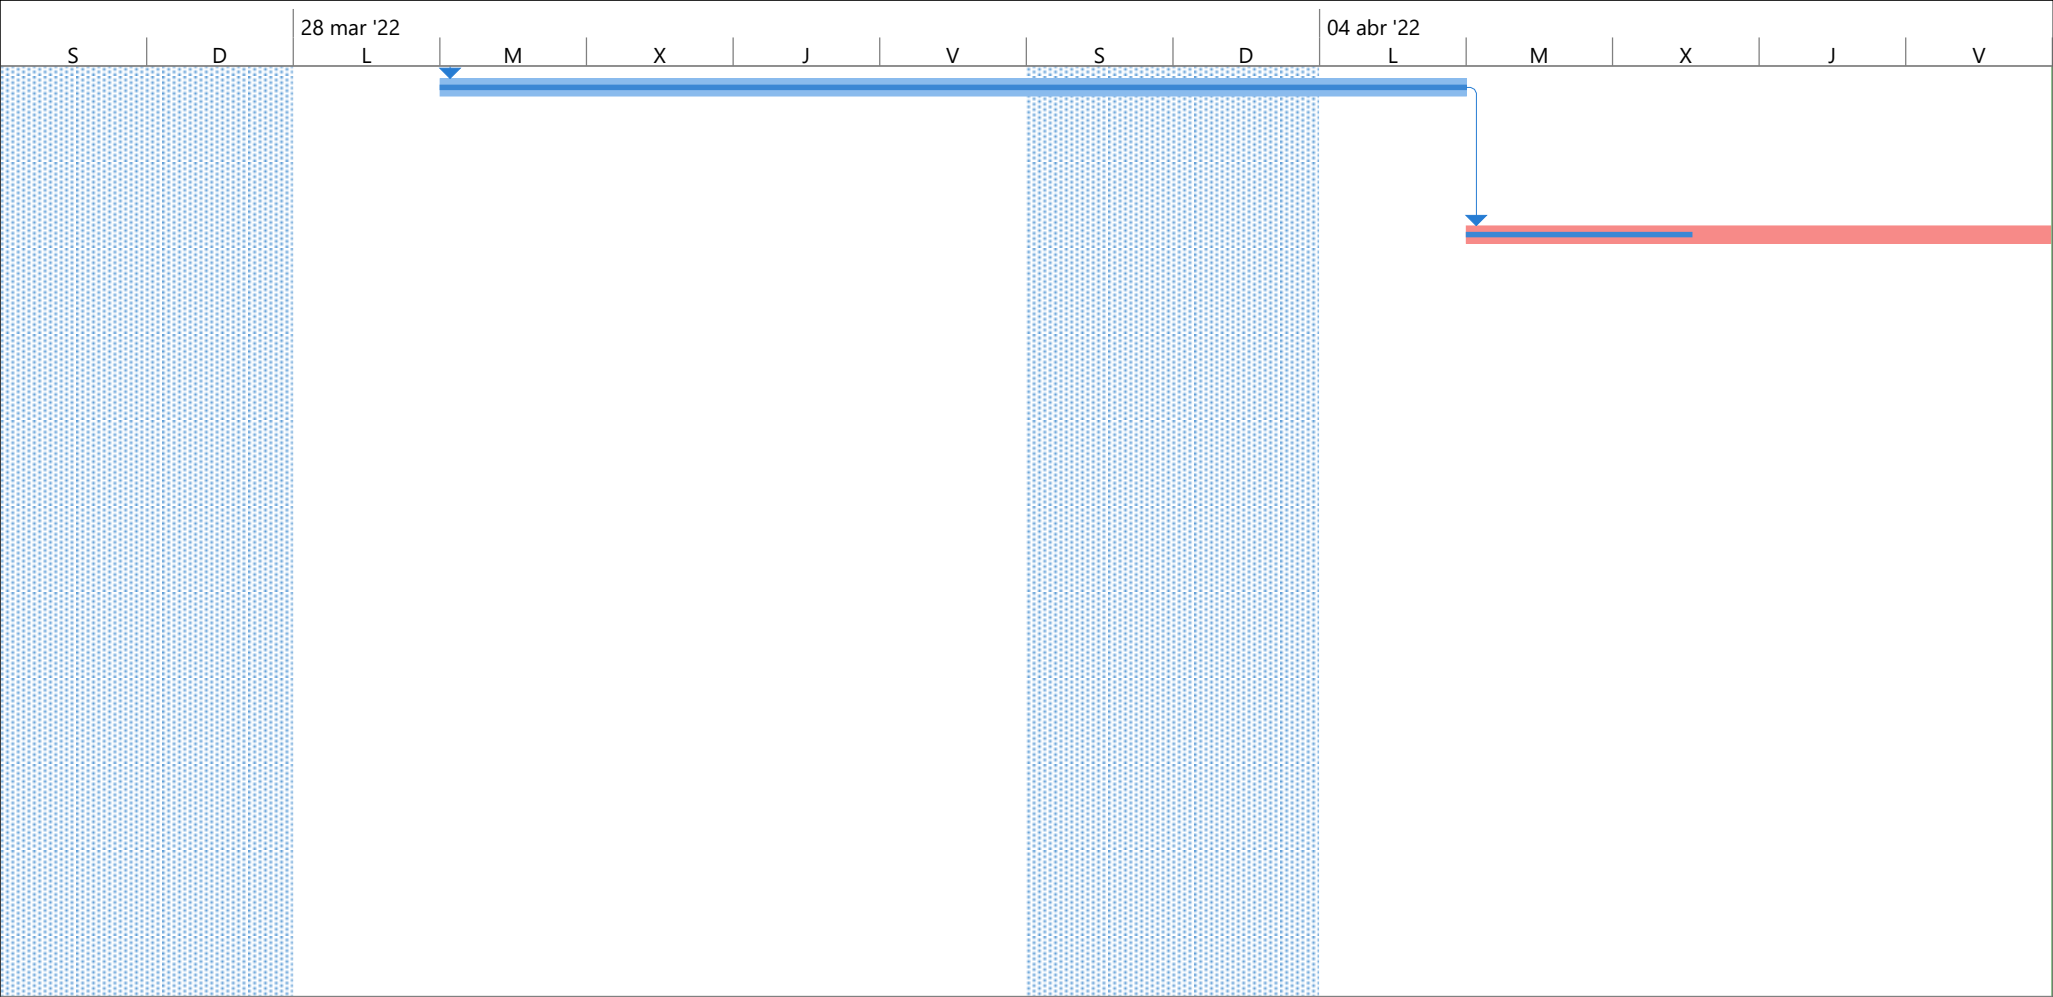 28 mar '22 04 abr '22
S D L M X J V S D L M X J V